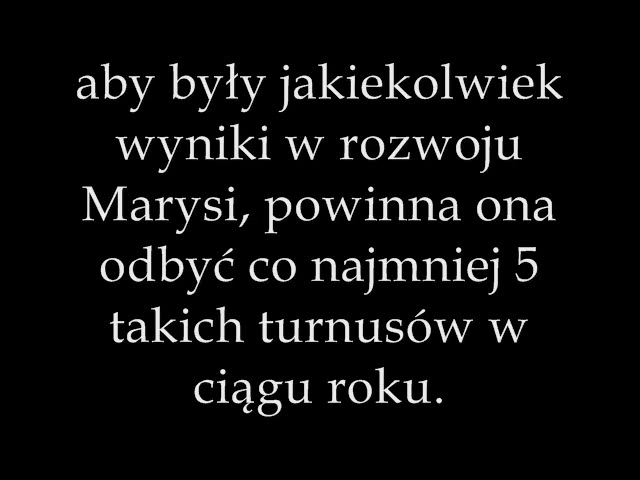 aby były jakiekolwiek
wyniki w rozwoju
Marysi, powinna ona
odbyć co najmniej 5
takich turnusów w
ciągu roku.